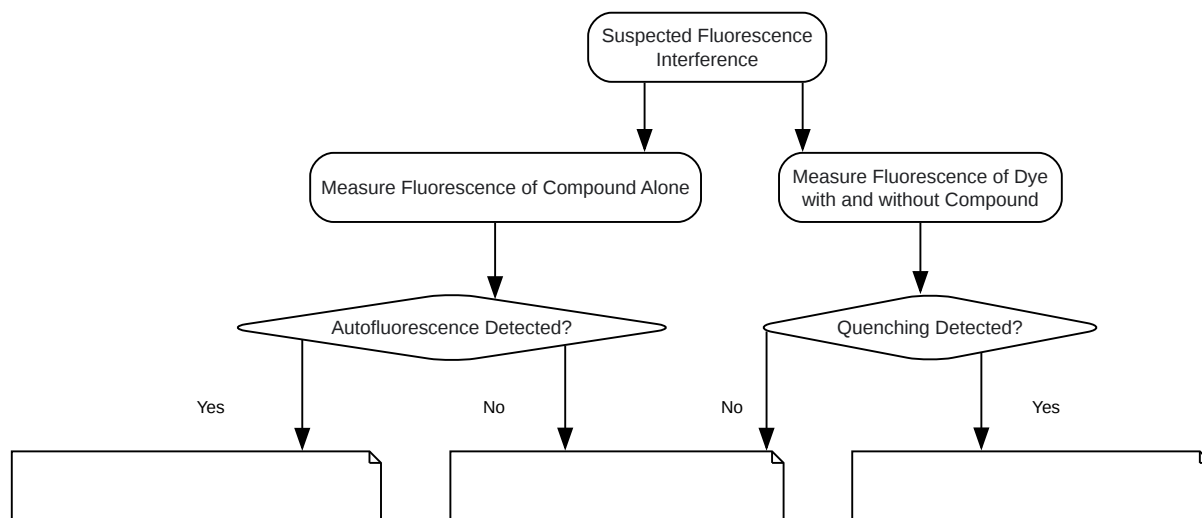 Suspected Fluorescence
Interference
Measure Fluorescence of Compound Alone
Measure Fluorescence of Dye
with and without Compound
Autofluorescence Detected?
Quenching Detected?
Yes
No
No
Yes